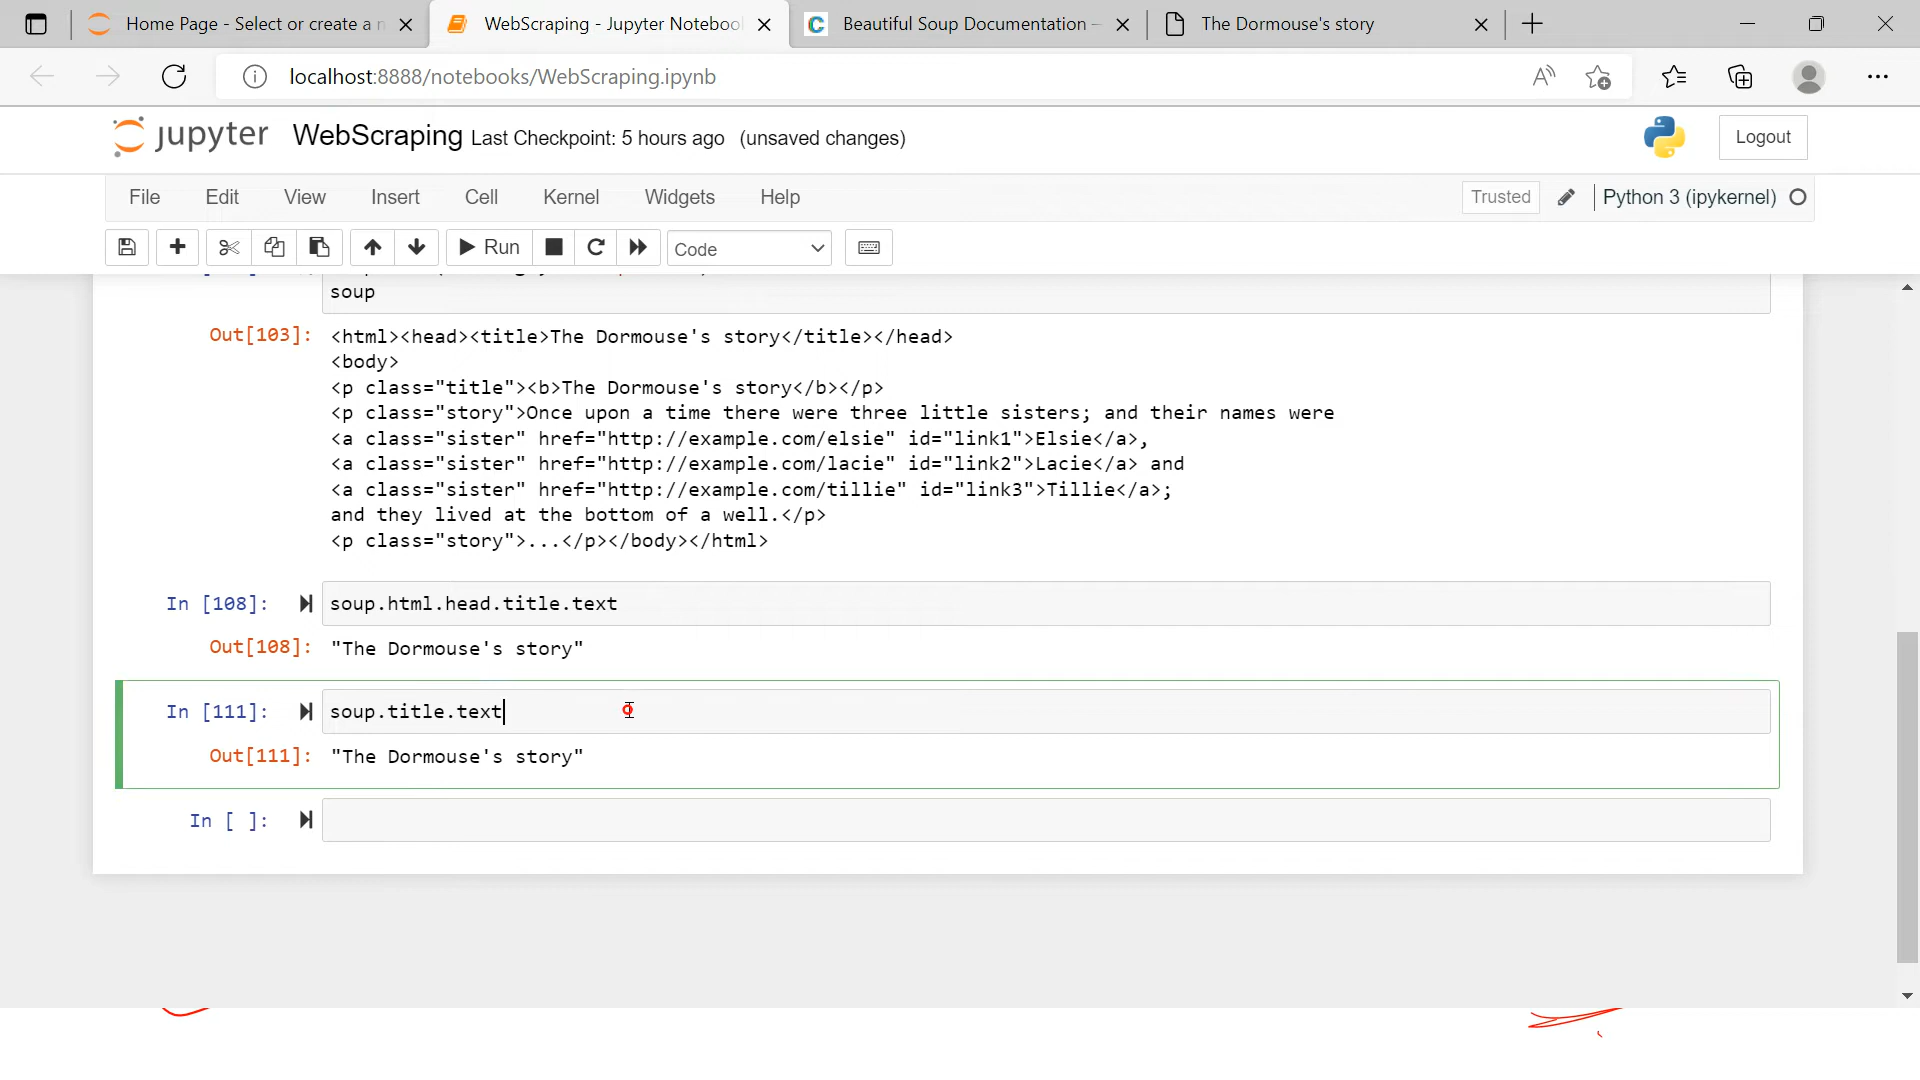 Home Page - Select or create a n
WebScraping - Jupyter Notebook
Beautiful Soup Documentation –
The Dormouse's story
localhost:8888/notebooks/WebScraping.ipynb
jupyter WebScraping Last Checkpoint: 5 hours ago (unsaved changes)
Logout
File Edit View Insert Cell Kernel Widgets Help
Trusted
Python 3 (ipykernel)
Run
Code
soup
Out[103]: <html><head><title>The Dormouse's story</title></head>
<body>
<p class="title"><b>The Dormouse's story</b></p>
<p class="story">Once upon a time there were three little sisters; and their names were
<a class="sister" href="http://example.com/elsie" id="link1">Elsie</a>,
<a class="sister" href="http://example.com/lacie" id="link2">Lacie</a> and
<a class="sister" href="http://example.com/tillie" id="link3">Tillie</a>;
and they lived at the bottom of a well.</p>
<p class="story">...</p></body></html>
In [108]: soup.html.head.title.text
Out[108]: "The Dormouse's story"
In [111]: soup.title.text
Out[111]: "The Dormouse's story"
In [ ]: